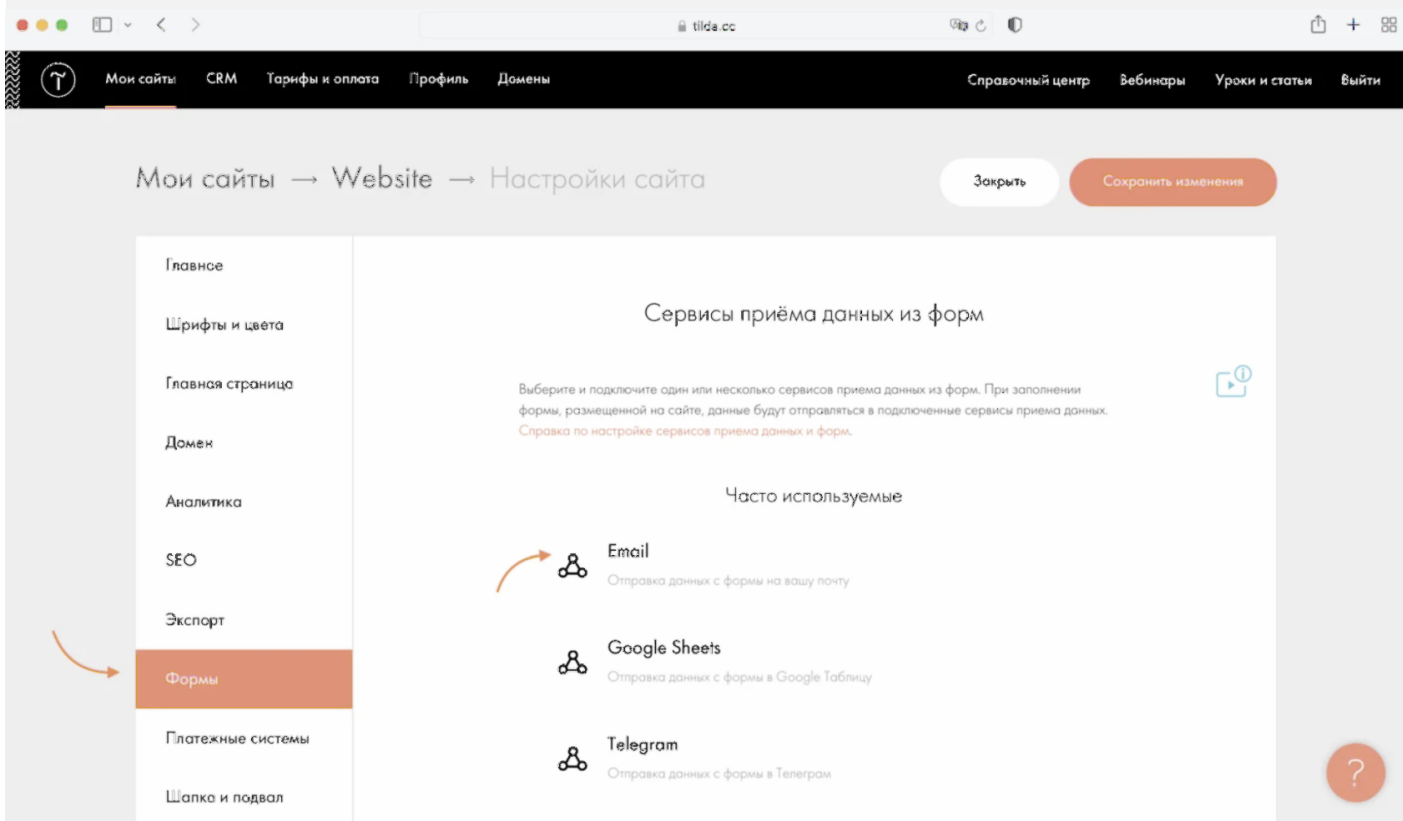 tilda.cc
Мои сайты CRM Тарифы и оплата Профиль Домены Справочный центр Вебинары Уроки и статьи Выйти
Мои сайты → Website → Настройки сайта
Закрыть
Сохранить изменения
Главное
Шрифты и цвета
Главная страница
Домен
Аналитика
SEO
Экспорт
Формы
Платежные системы
Шапка и подвал
Сервисы приёма данных из форм
Выберите и подключите один или несколько сервисов приема данных из форм. При заполнении
формы, размещенной на сайте, данные будут отправляться в подключенные сервисы приема данных.
Справка по настройке сервисов приема данных и форм.
Часто используемые
Email
Отправка данных с формы на вашу почту
Google Sheets
Отправка данных с формы в Google Таблицу
Telegram
Отправка данных с формы в Телеграм
?